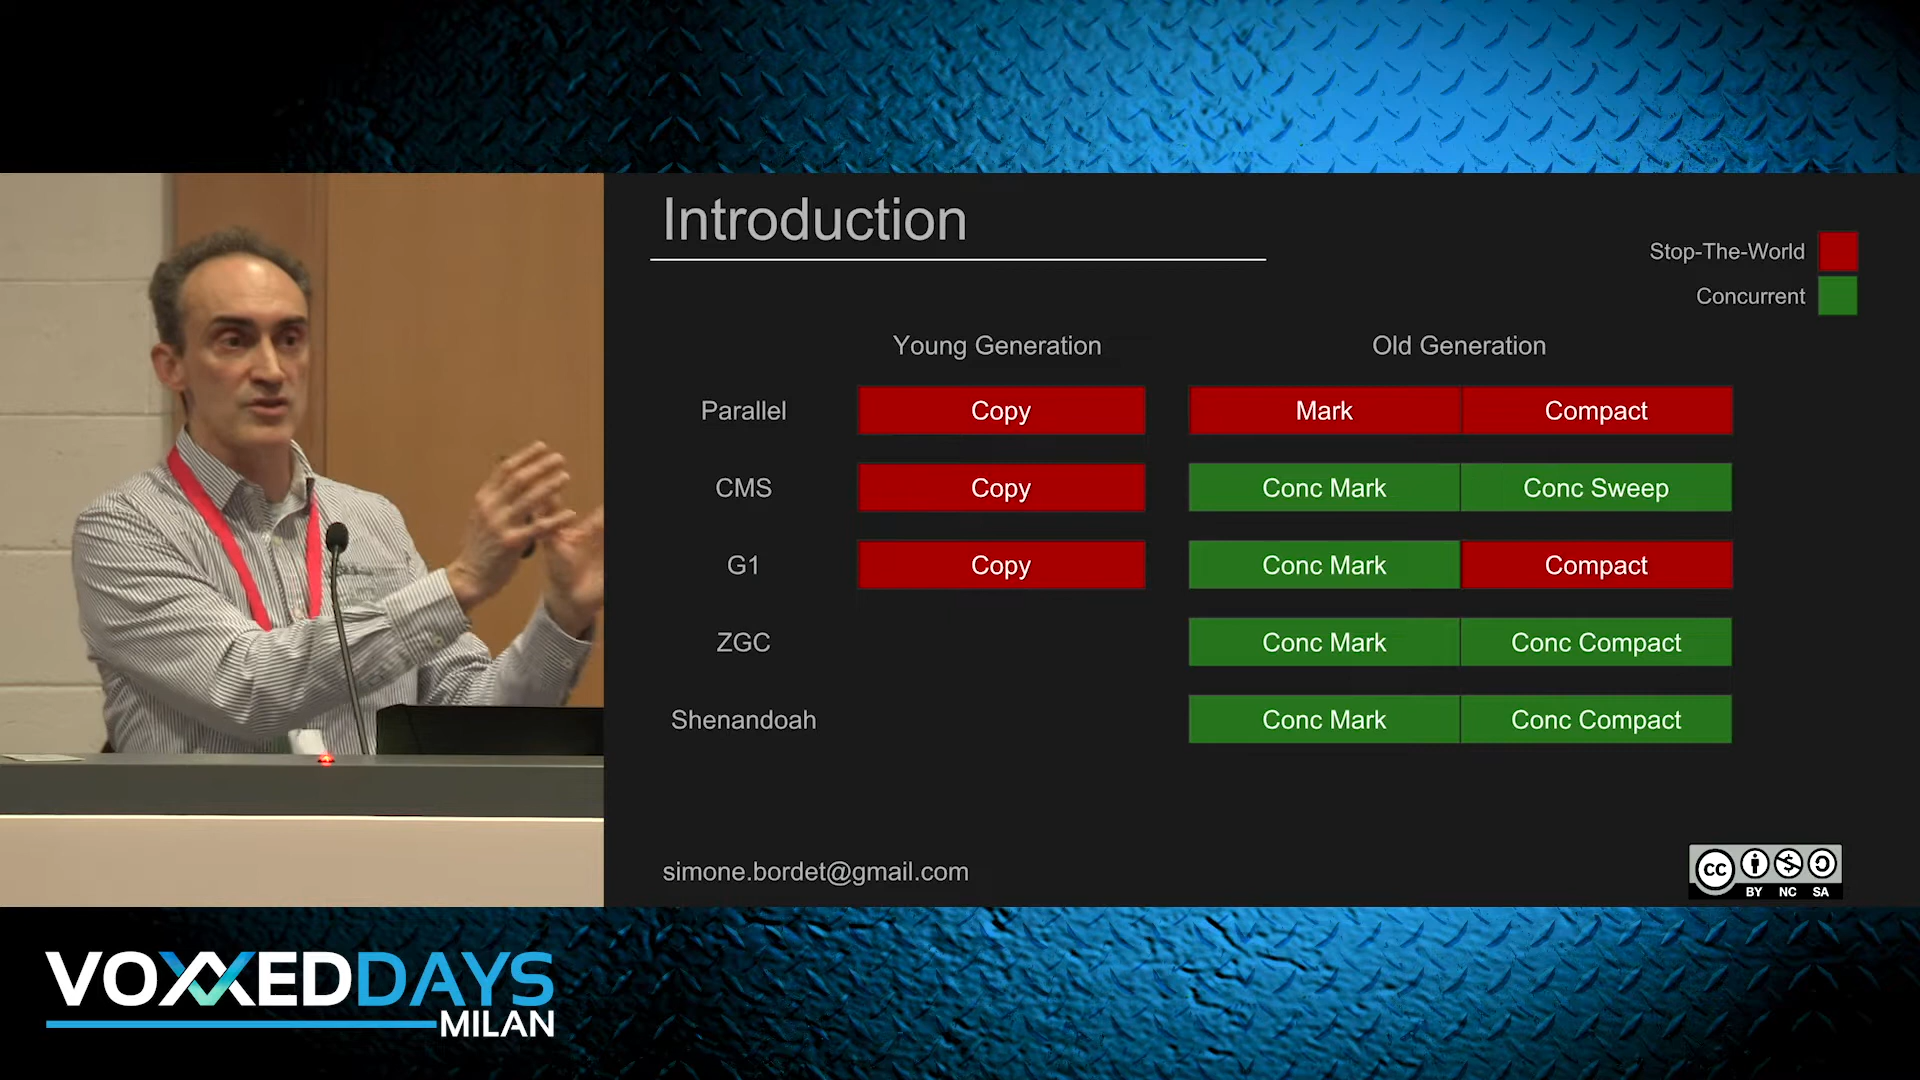 Introduction
Stop-The-World
Concurrent
Young Generation Old Generation
Parallel Copy Mark Compact
CMS Copy Conc Mark Conc Sweep
G1 Copy Conc Mark Compact
ZGC Conc Mark Conc Compact
Shenandoah Conc Mark Conc Compact
simone.bordet@gmail.com
cc BY NC SA
VOXXEDDAYS
MILAN